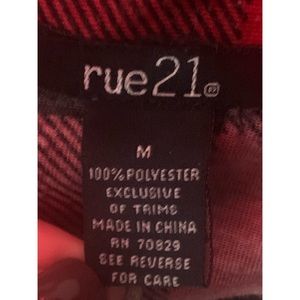 rue21
M
100% POLYESTER
EXCLUSIVE
OF TRIMS
MADE IN CHINA
RN 70829
SEE REVERSE
FOR CARE